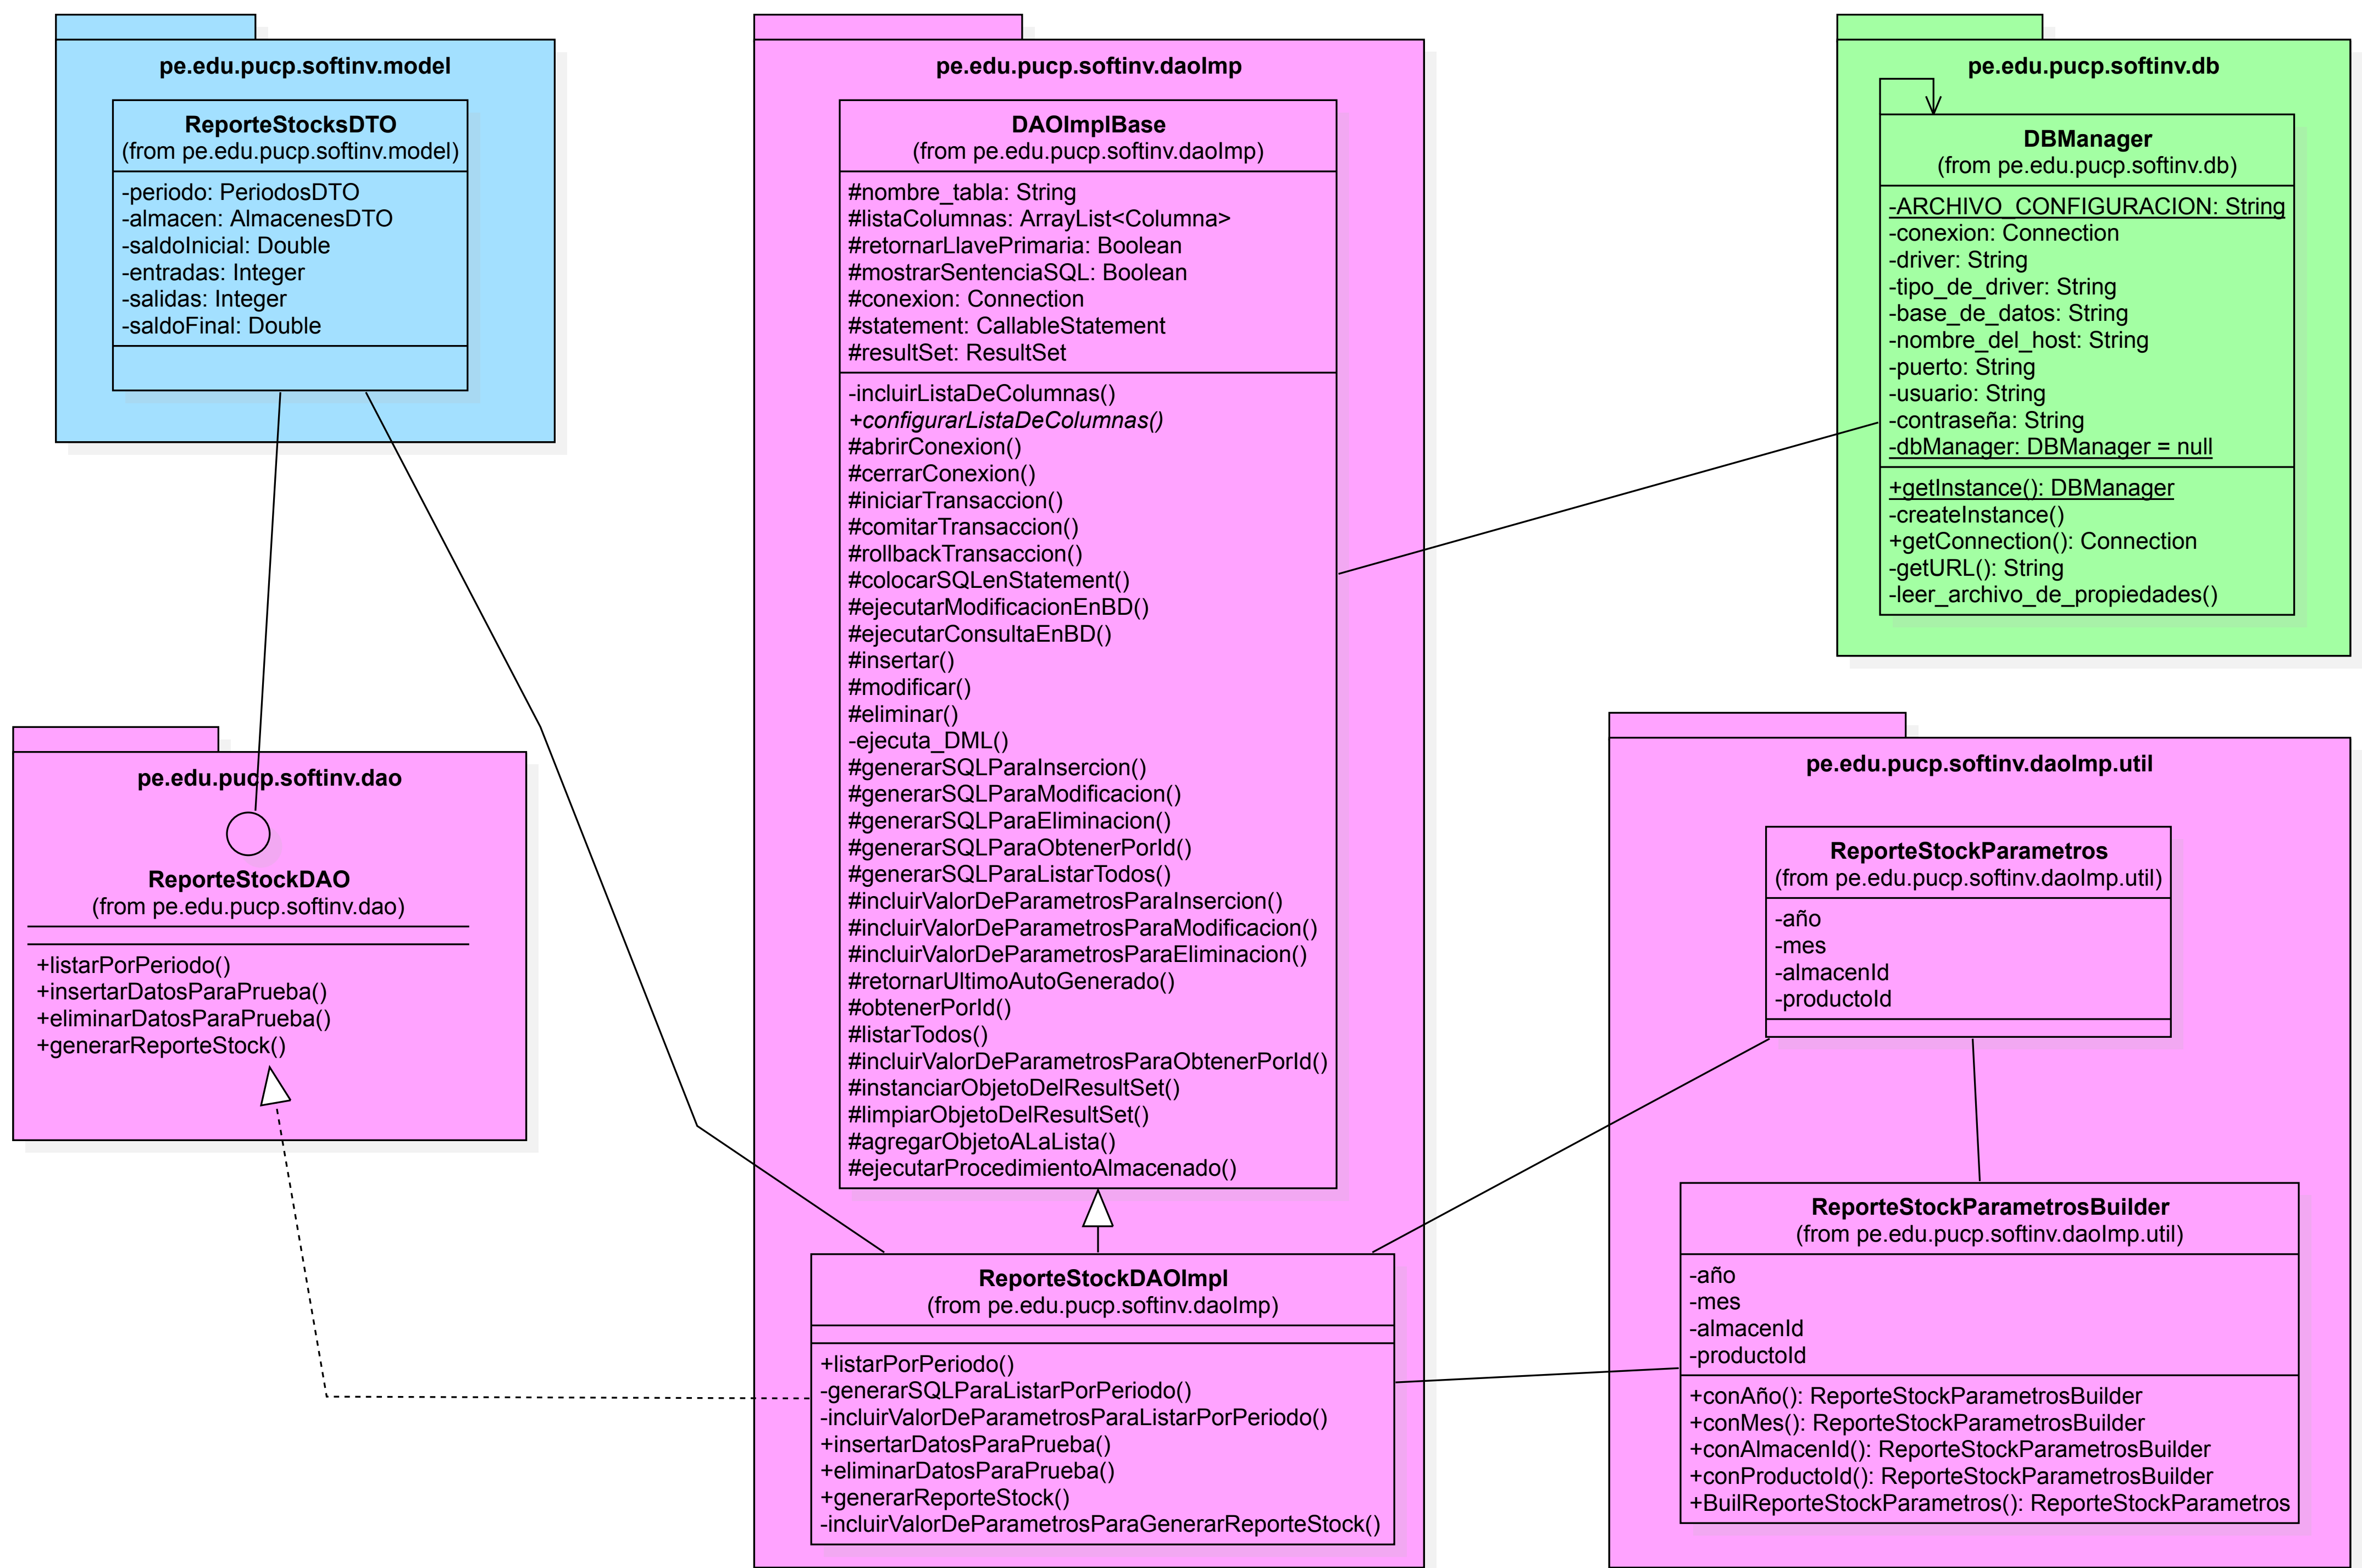 pe.edu.pucp.softinv.model
ReporteStocksDTO
(from pe.edu.pucp.softinv.model)
-periodo: PeriodosDTO
-almacen: AlmacenesDTO
-saldoInicial: Double
-entradas: Integer
-salidas: Integer
-saldoFinal: Double
pe.edu.pucp.softinv.dao
ReporteStockDAO
(from pe.edu.pucp.softinv.dao)
+listarPorPeriodo()
+insertarDatosParaPrueba()
+eliminarDatosParaPrueba()
+generarReporteStock()
pe.edu.pucp.softinv.daoImp
DAOImplBase
(from pe.edu.pucp.softinv.daoImp)
#nombre_tabla: String
#listaColumnas: ArrayList<Columna>
#retornarLlavePrimaria: Boolean
#mostrarSentenciaSQL: Boolean
#conexion: Connection
#statement: CallableStatement
#resultSet: ResultSet
-incluirListaDeColumnas()
+configurarListaDeColumnas()
#abrirConexion()
#cerrarConexion()
#iniciarTransaccion()
#comitarTransaccion()
#rollbackTransaccion()
#colocarSQLenStatement()
#ejecutarModificacionEnBD()
#ejecutarConsultaEnBD()
#insertar()
#modificar()
#eliminar()
-ejecuta_DML()
#generarSQLParaInsercion()
#generarSQLParaModificacion()
#generarSQLParaEliminacion()
#generarSQLParaObtenerPorId()
#generarSQLParaListarTodos()
#incluirValorDeParametrosParaInsercion()
#incluirValorDeParametrosParaModificacion()
#incluirValorDeParametrosParaEliminacion()
#retornarUltimoAutoGenerado()
#obtenerPorId()
#listarTodos()
#incluirValorDeParametrosParaObtenerPorId()
#instanciarObjetoDelResultSet()
#limpiarObjetoDelResultSet()
#agregarObjetoALaLista()
#ejecutarProcedimientoAlmacenado()
ReporteStockDAOImpl
(from pe.edu.pucp.softinv.daoImp)
+listarPorPeriodo()
-generarSQLParaListarPorPeriodo()
-incluirValorDeParametrosParaListarPorPeriodo()
+insertarDatosParaPrueba()
+eliminarDatosParaPrueba()
+generarReporteStock()
-incluirValorDeParametrosParaGenerarReporteStock()
pe.edu.pucp.softinv.db
DBManager
(from pe.edu.pucp.softinv.db)
-ARCHIVO_CONFIGURACION: String
-conexion: Connection
-driver: String
-tipo_de_driver: String
-base_de_datos: String
-nombre_del_host: String
-puerto: String
-usuario: String
-contraseña: String
-dbManager: DBManager = null
+getInstance(): DBManager
-createInstance()
+getConnection(): Connection
-getURL(): String
-leer_archivo_de_propiedades()
pe.edu.pucp.softinv.daoImp.util
ReporteStockParametros
(from pe.edu.pucp.softinv.daoImp.util)
-año
-mes
-almacenId
-productoId
ReporteStockParametrosBuilder
(from pe.edu.pucp.softinv.daoImp.util)
-año
-mes
-almacenId
-productoId
+conAño(): ReporteStockParametrosBuilder
+conMes(): ReporteStockParametrosBuilder
+conAlmacenId(): ReporteStockParametrosBuilder
+conProductoId(): ReporteStockParametrosBuilder
+BuilReporteStockParametros(): ReporteStockParametros